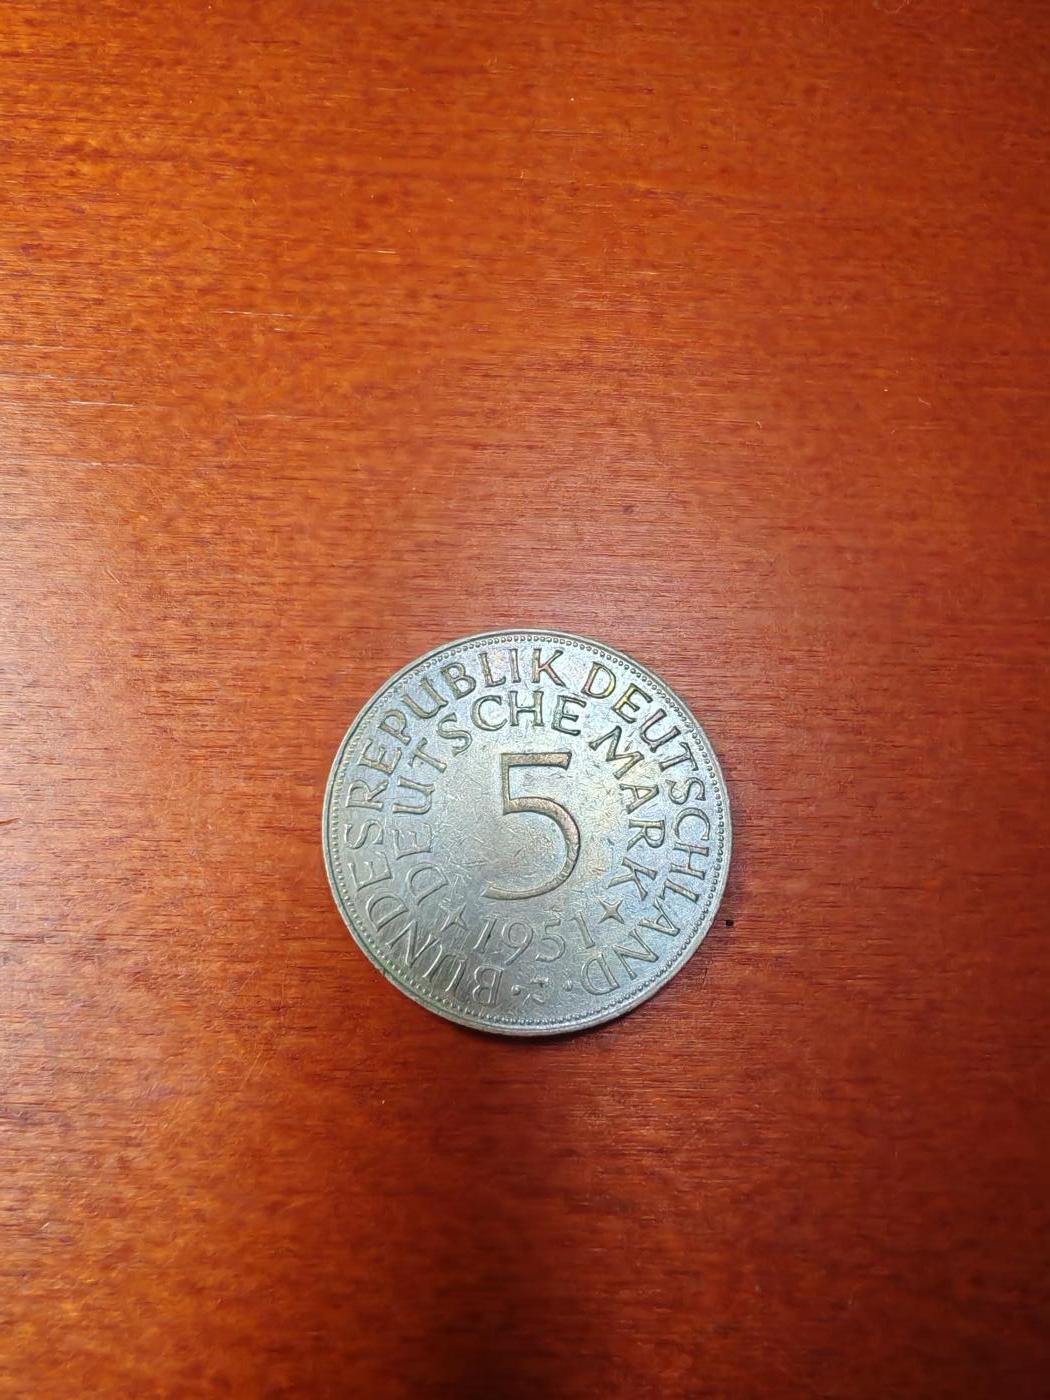 BUNDESREPUBLIK DEUTSCHLAND
DEUTSCHE MARK
5
1951